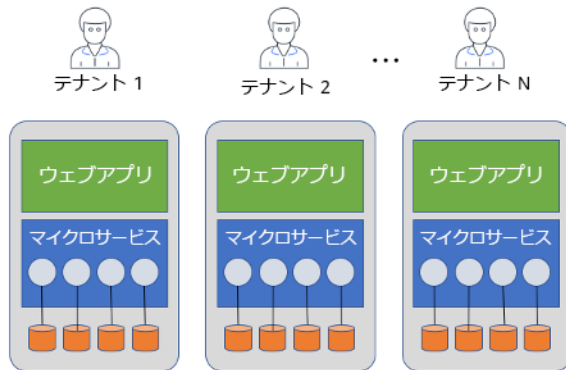 テナント 1
テナント 2
…
テナント N
ウェブアプリ
ウェブアプリ
ウェブアプリ
マイクロサービス
マイクロサービス
マイクロサービス